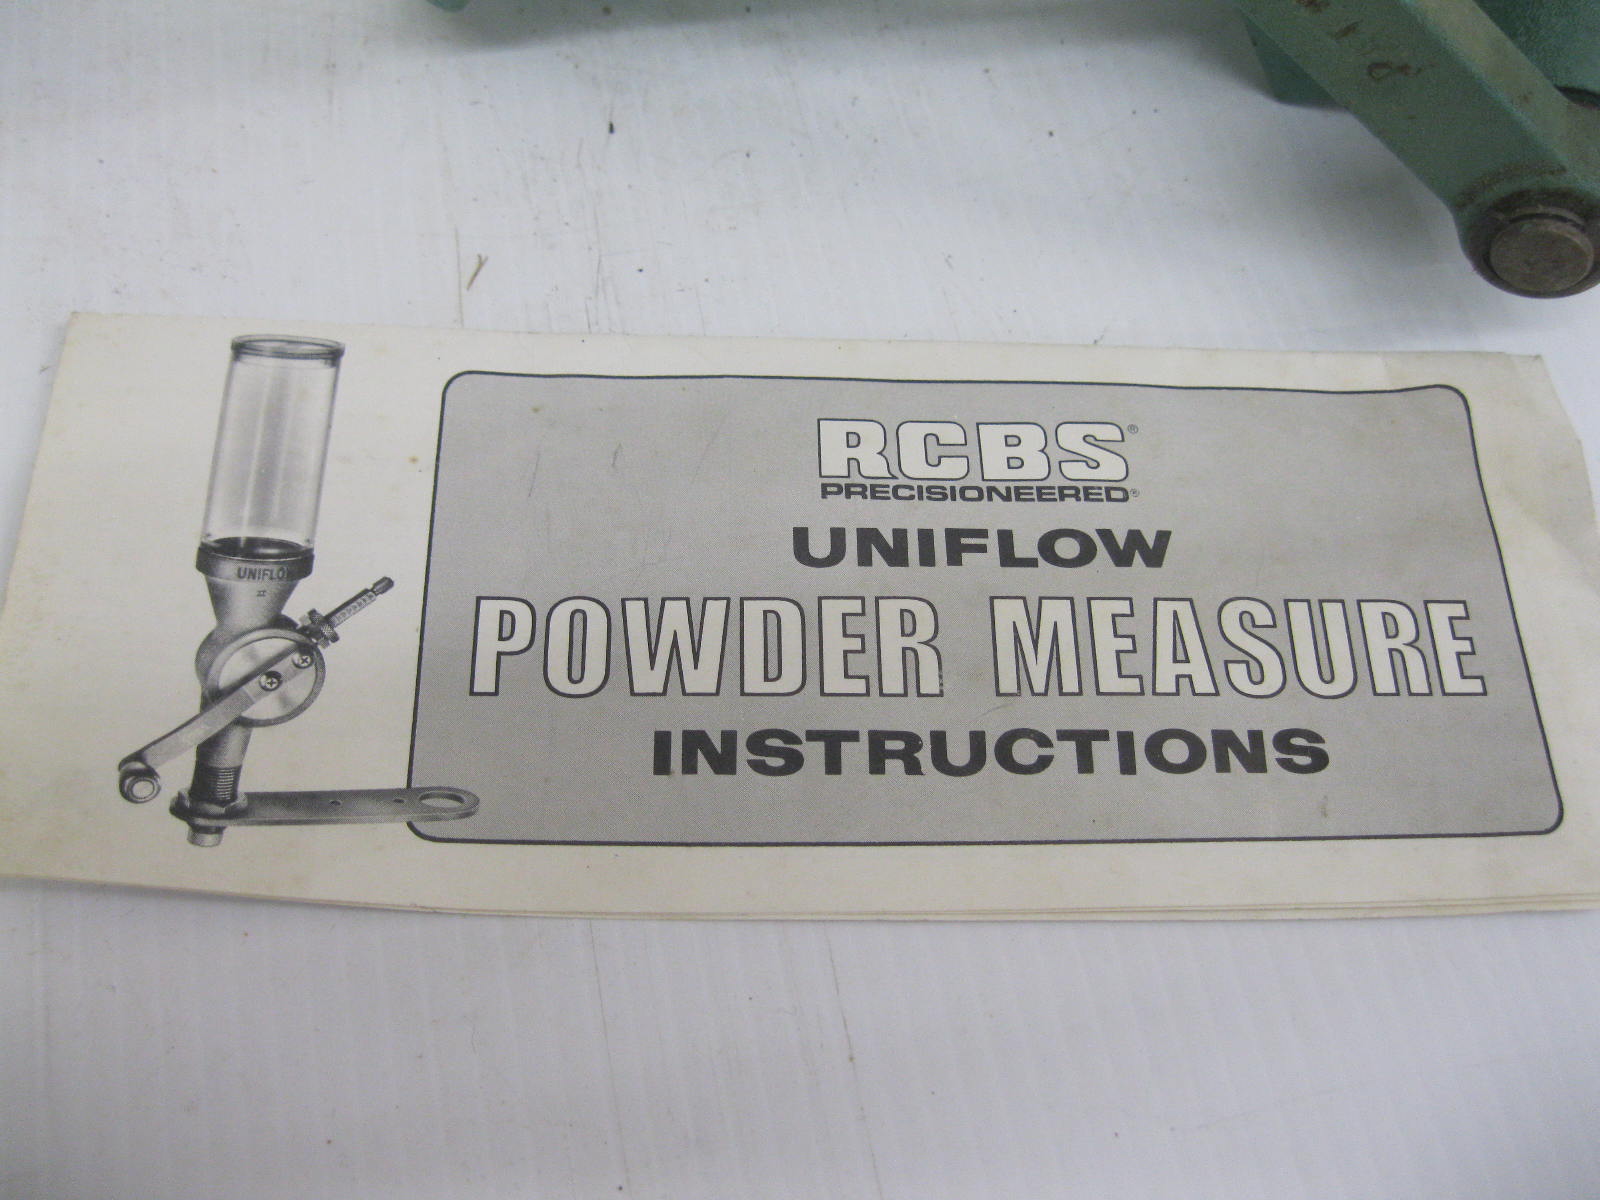 RCBS®
PRECISIONEERED®
UNIFLOW
POWDER MEASURE
INSTRUCTIONS
UNIFLOW